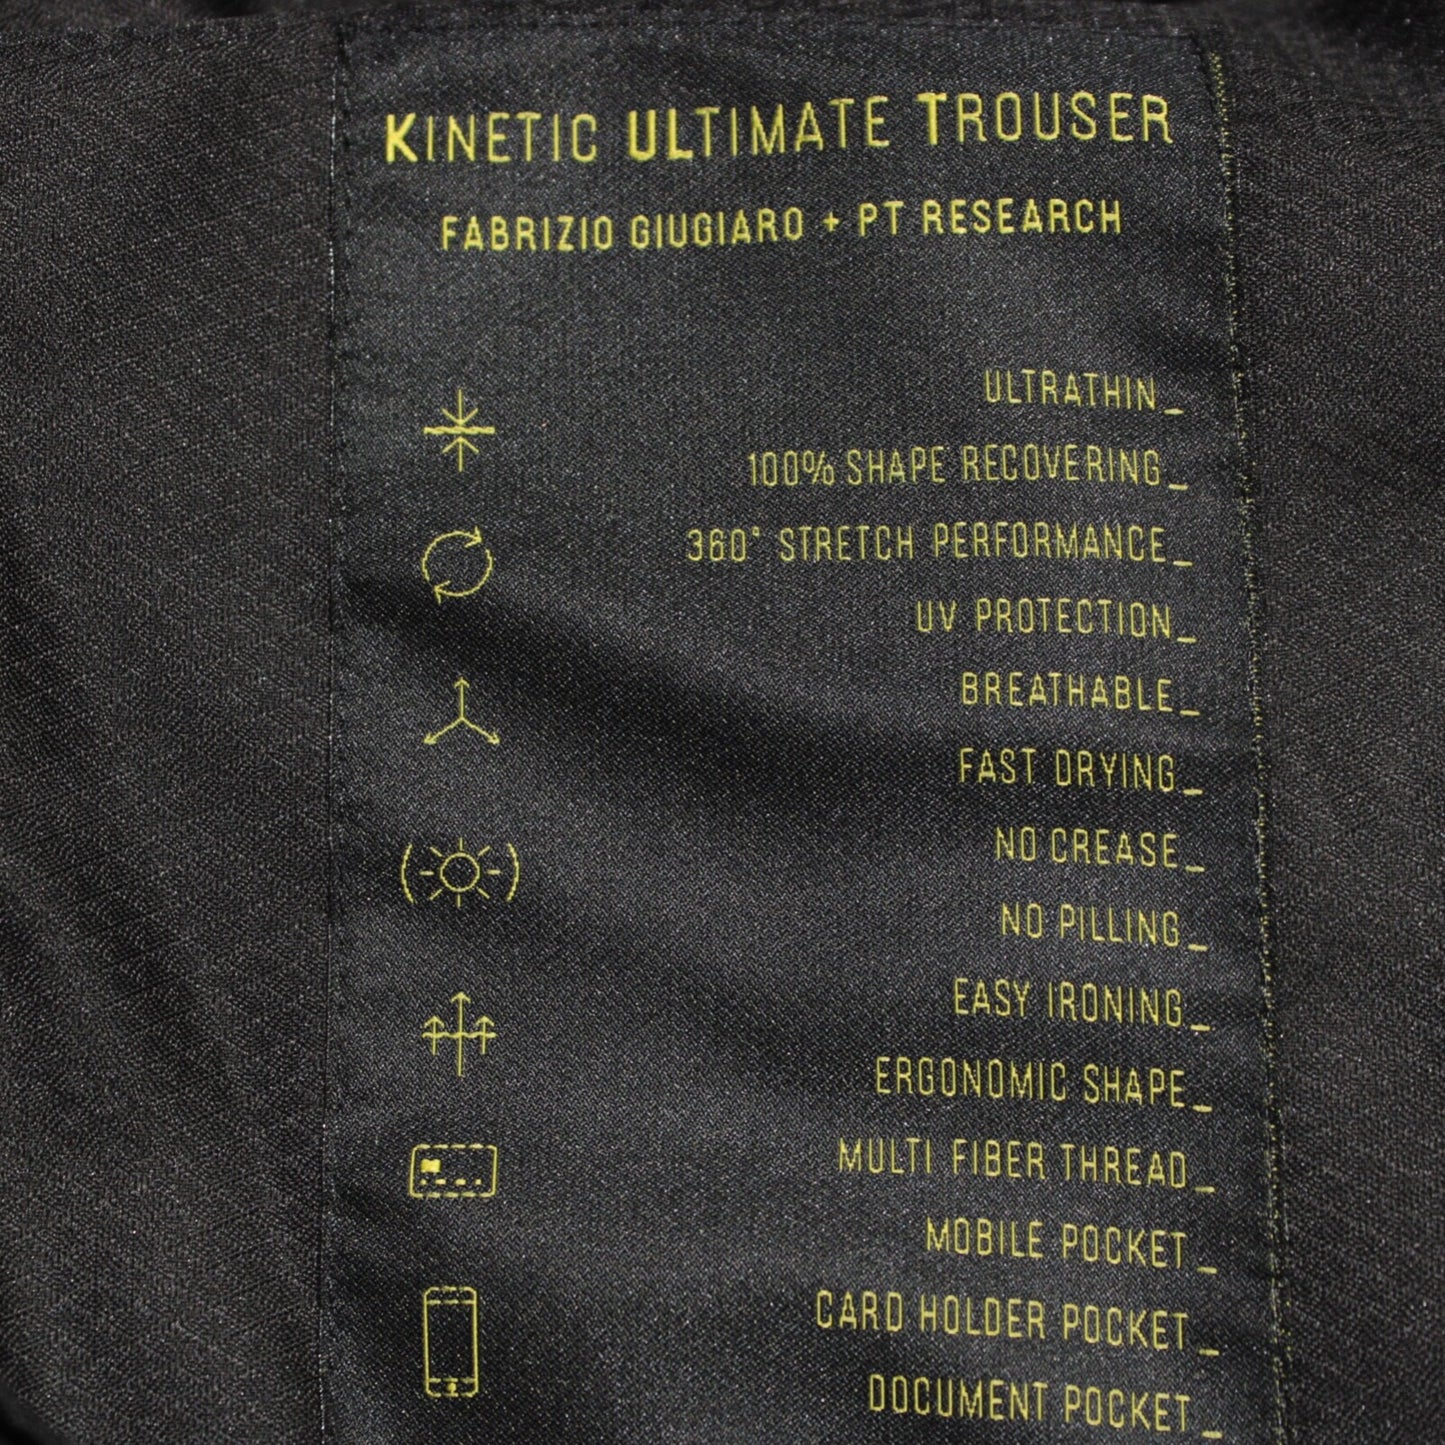 KINETIC ULTIMATE TROUSER
FABRIZIO GIUGIARO + PT RESEARCH
ULTRATHIN_
100% SHAPE RECOVERING_
360° STRETCH PERFORMANCE_
UV PROTECTION_
BREATHABLE_
FAST DRYING_
NO CREASE_
NO PILLING_
EASY IRONING_
ERGONOMIC SHAPE_
MULTI FIBER THREAD_
MOBILE POCKET_
CARD HOLDER POCKET_
DOCUMENT POCKET_